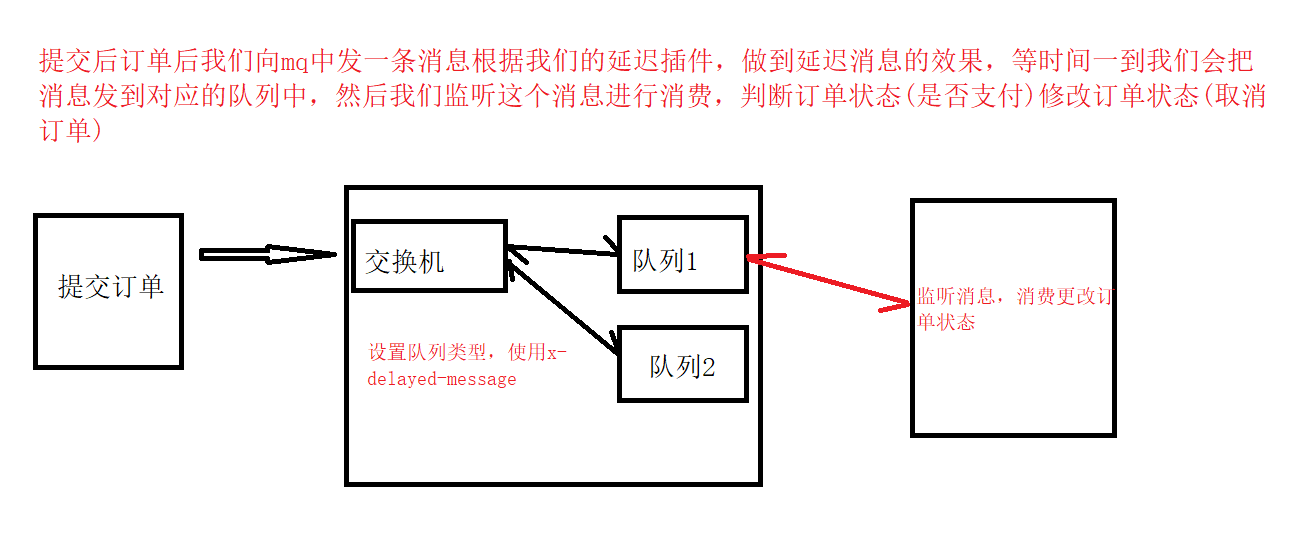 提交后订单后我们向mq中发一条消息根据我们的延迟插件，做到延迟消息的效果，等时间一到我们会把
消息发到对应的队列中，然后我们监听这个消息进行消费，判断订单状态(是否支付)修改订单状态(取消
订单)
提交订单
交换机
队列1
监听消息，消费更改订
单状态
设置队列类型，使用x-
delayed-message
队列2